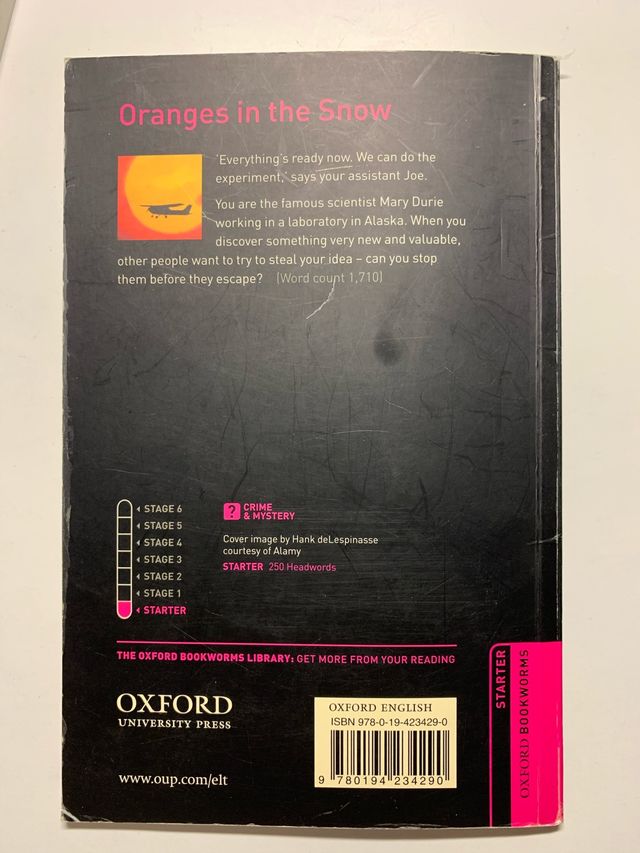 Oranges in the Snow
'Everything's ready now. We can do the
experiment,' says your assistant Joe.
You are the famous scientist Mary Durie
working in a laboratory in Alaska. When you
discover something very new and valuable,
other people want to try to steal your idea – can you stop
them before they escape? (Word count 1,710)
STAGE 6
STAGE 5
STAGE 4
STAGE 3
STAGE 2
STAGE 1
STARTER
? CRIME
& MYSTERY
Cover image by Hank deLespinasse
courtesy of Alamy
STARTER 250 Headwords
THE OXFORD BOOKWORMS LIBRARY: GET MORE FROM YOUR READING
OXFORD
UNIVERSITY PRESS
www.oup.com/elt
OXFORD ENGLISH
ISBN 978-0-19-423429-0
9 780194 234290
STARTER
OXFORD BOOKWORMS